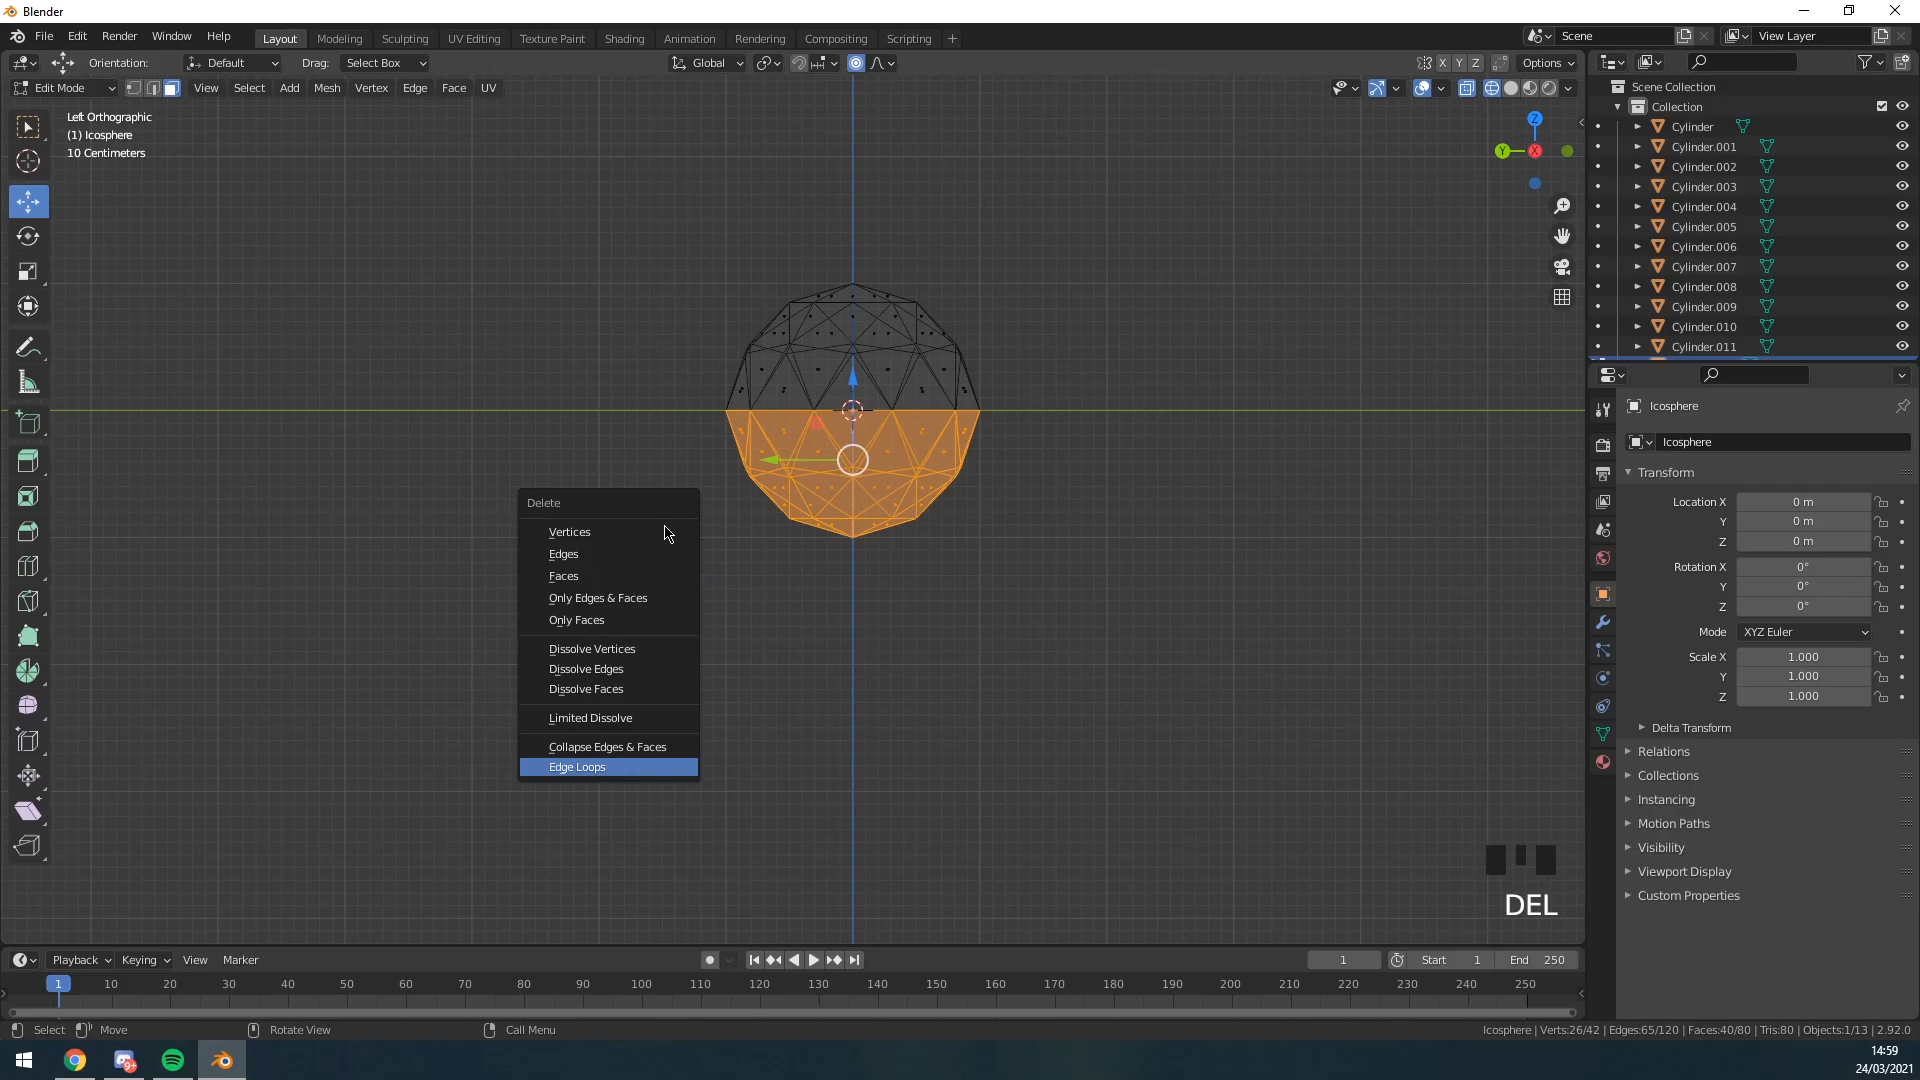 Blender
File Edit Render Window Help Layout Modeling Sculpting UV Editing Texture Paint Shading Animation Rendering Compositing Scripting + Scene View Layer
Orientation: Default Drag: Select Box Global X Y Z Options
Edit Mode View Select Add Mesh Vertex Edge Face UV
Left Orthographic
(1) Icosphere
10 Centimeters
Z
Y
X
Scene Collection
Collection
Cylinder
Cylinder.001
Cylinder.002
Cylinder.003
Cylinder.004
Cylinder.005
Cylinder.006
Cylinder.007
Cylinder.008
Cylinder.009
Cylinder.010
Cylinder.011
Icosphere
Icosphere
Transform
Location X 0 m
Y 0 m
Z 0 m
Rotation X 0°
Y 0°
Z 0°
Mode XYZ Euler
Scale X 1.000
Y 1.000
Z 1.000
Delta Transform
Relations
Collections
Instancing
Motion Paths
Visibility
Viewport Display
Custom Properties
Delete
Vertices
Edges
Faces
Only Edges & Faces
Only Faces
Dissolve Vertices
Dissolve Edges
Dissolve Faces
Limited Dissolve
Collapse Edges & Faces
Edge Loops
DEL
Playback Keying View Marker 1 Start 1 End 250
1 10 20 30 40 50 60 70 80 90 100 110 120 130 140 150 160 170 180 190 200 210 220 230 240 250
Select Move Rotate View Call Menu Icosphere | Verts:26/42 | Edges:65/120 | Faces:40/80 | Tris:80 | Objects:1/13 | 2.92.0
9+
14:59
24/03/2021